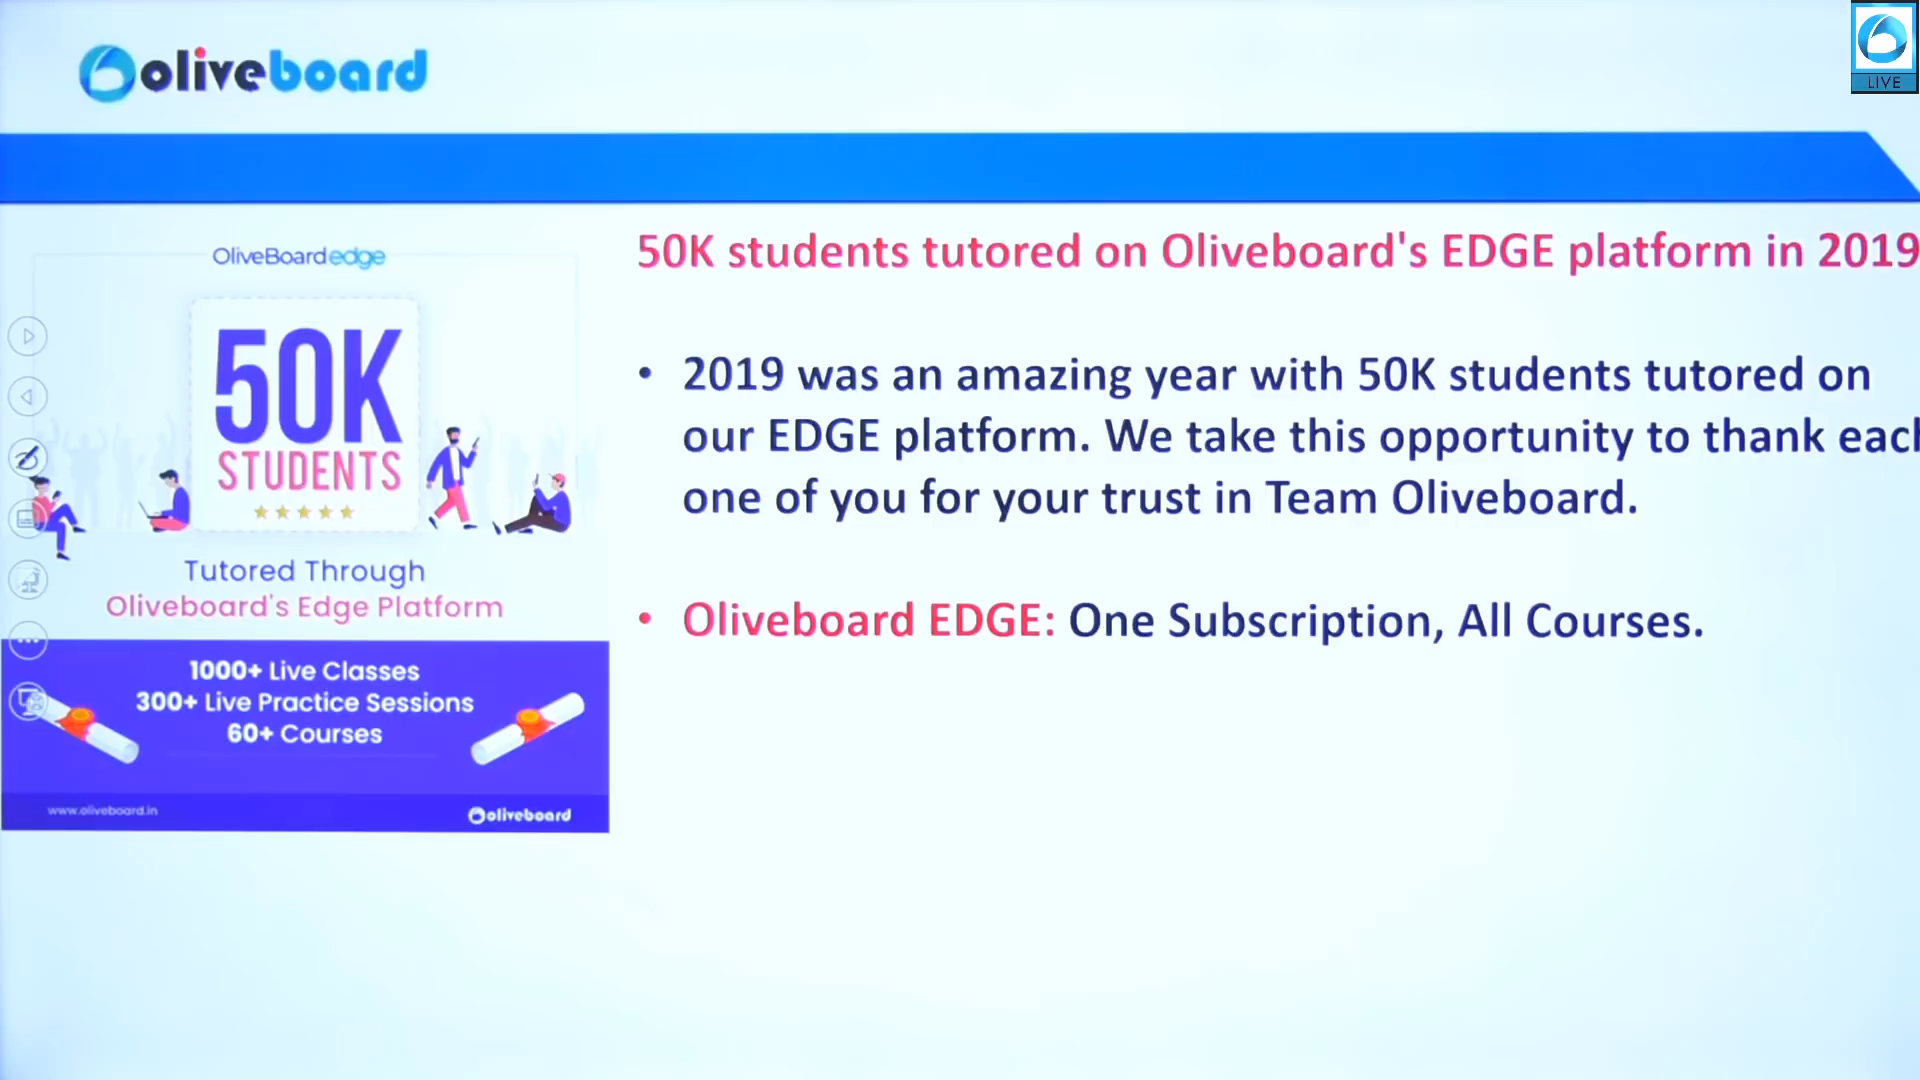 oliveboard
LIVE
50K students tutored on Oliveboard's EDGE platform in 2019
• 2019 was an amazing year with 50K students tutored on
our EDGE platform. We take this opportunity to thank
one of you for your trust in Team Oliveboard.
• Oliveboard EDGE: One Subscription, All Courses.
OliveBoard edge
50K
STUDENTS
Tutored Through
Oliveboard's Edge Platform
1000+ Live Classes
300+ Live Practice Sessions
60+ Courses
www.oliveboard.in
oliveboard